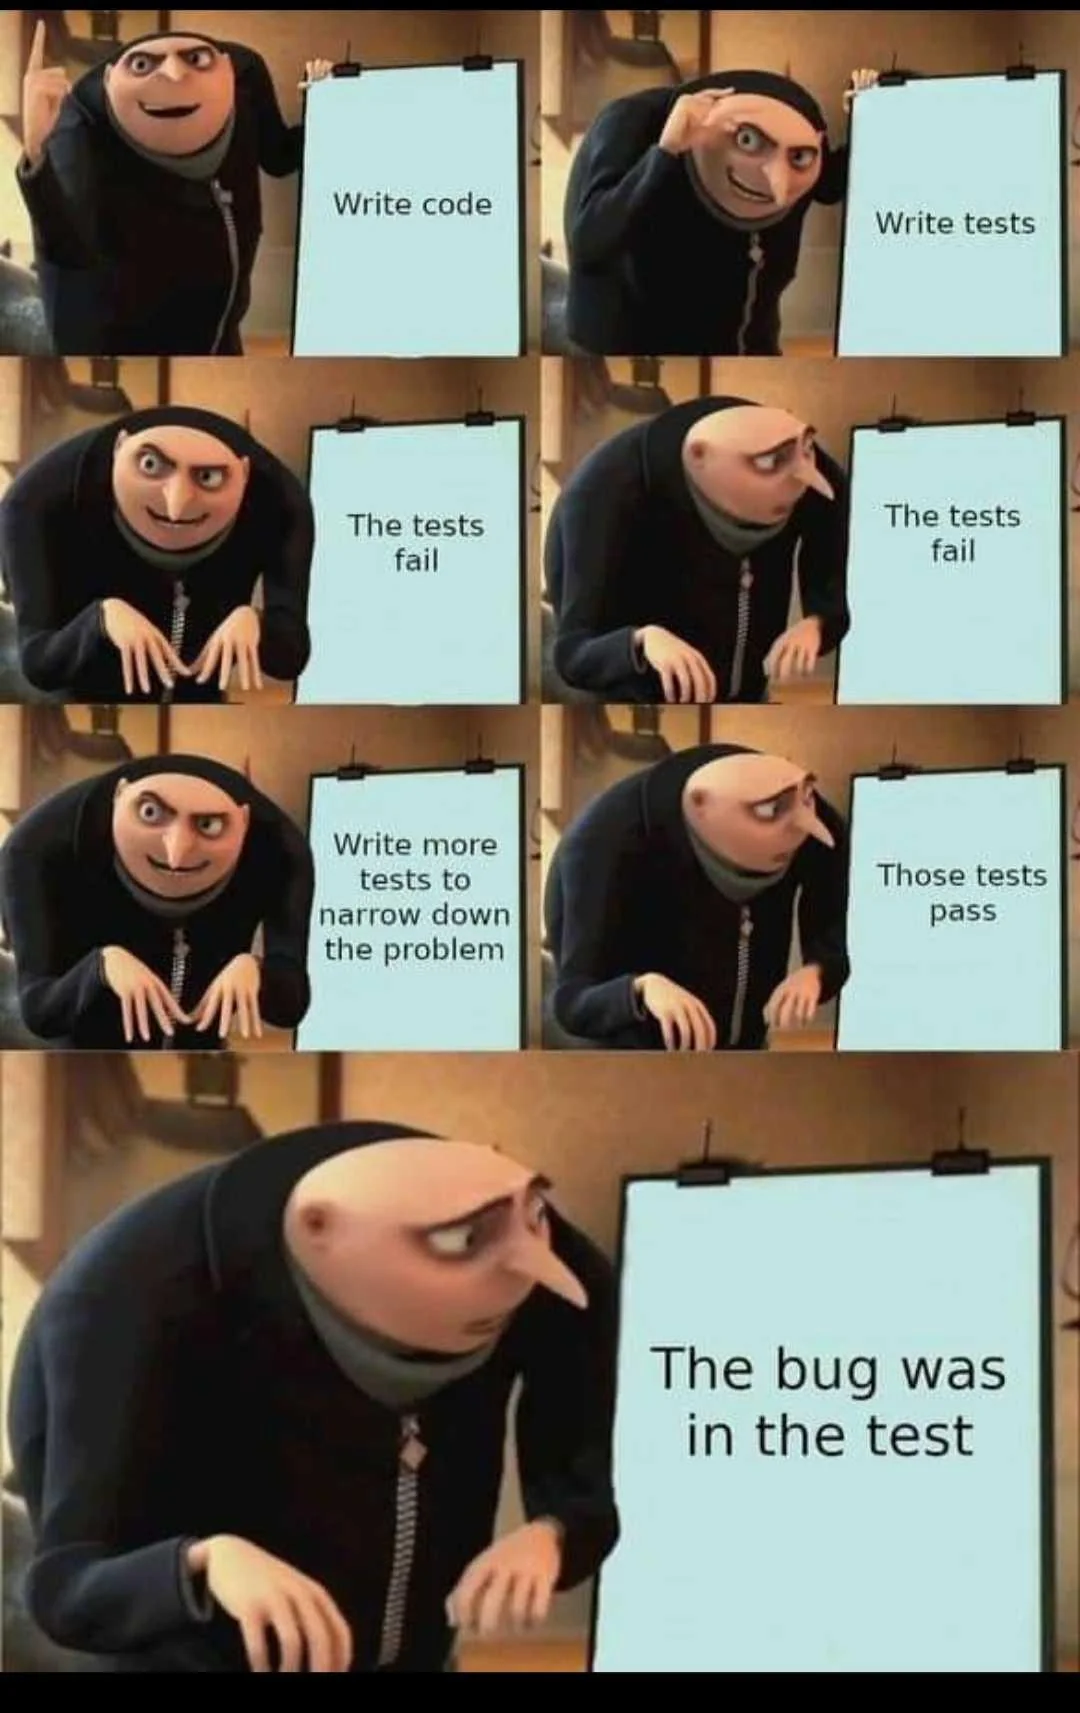 Write code
Write tests
The tests
fail
The tests
fail
Write more
tests to
narrow down
the problem
Those tests
pass
The bug was
in the test